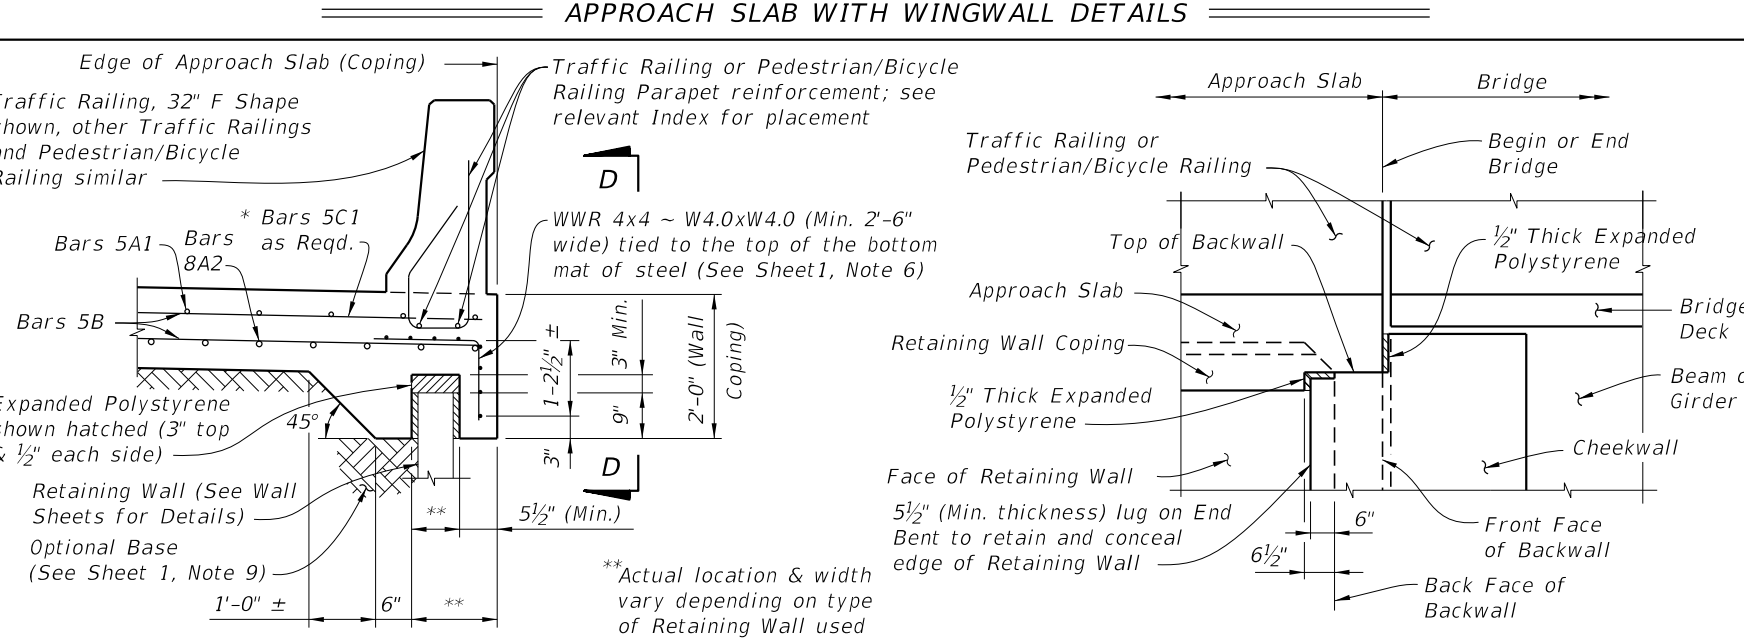 APPROACH SLAB WITH WINGWALL DETAILS
Edge of Approach Slab (Coping)
Traffic Railing, 32" F Shape
shown, other Traffic Railings
and Pedestrian/Bicycle
Railing similar
Traffic Railing or Pedestrian/Bicycle
Railing Parapet reinforcement; see
relevant Index for placement
D
* Bars 5C1
as Reqd.
Bars 5A1
Bars
8A2
Bars 5B
WWR 4x4 ~ W4.0xW4.0 (Min. 2'-6"
wide) tied to the top of the bottom
mat of steel (See Sheet1, Note 6)
1'-2½" ±
3" Min.
9"
3"
2'-0" (Wall
Coping)
Expanded Polystyrene
shown hatched (3" top
& ½" each side)
45°
Retaining Wall (See Wall
Sheets for Details)
Optional Base
(See Sheet 1, Note 9)
D
**
5½" (Min.)
1'-0" ±
6"
**
**Actual location & width
vary depending on type
of Retaining Wall used
Approach Slab
Bridge
Traffic Railing or
Pedestrian/Bicycle Railing
Begin or End
Bridge
Top of Backwall
½" Thick Expanded
Polystyrene
Approach Slab
Bridge
Deck
Retaining Wall Coping
½" Thick Expanded
Polystyrene
Beam o
Girder
Cheekwall
Face of Retaining Wall
5½" (Min. thickness) lug on End
Bent to retain and conceal
edge of Retaining Wall
6"
6½"
Front Face
of Backwall
Back Face of
Backwall